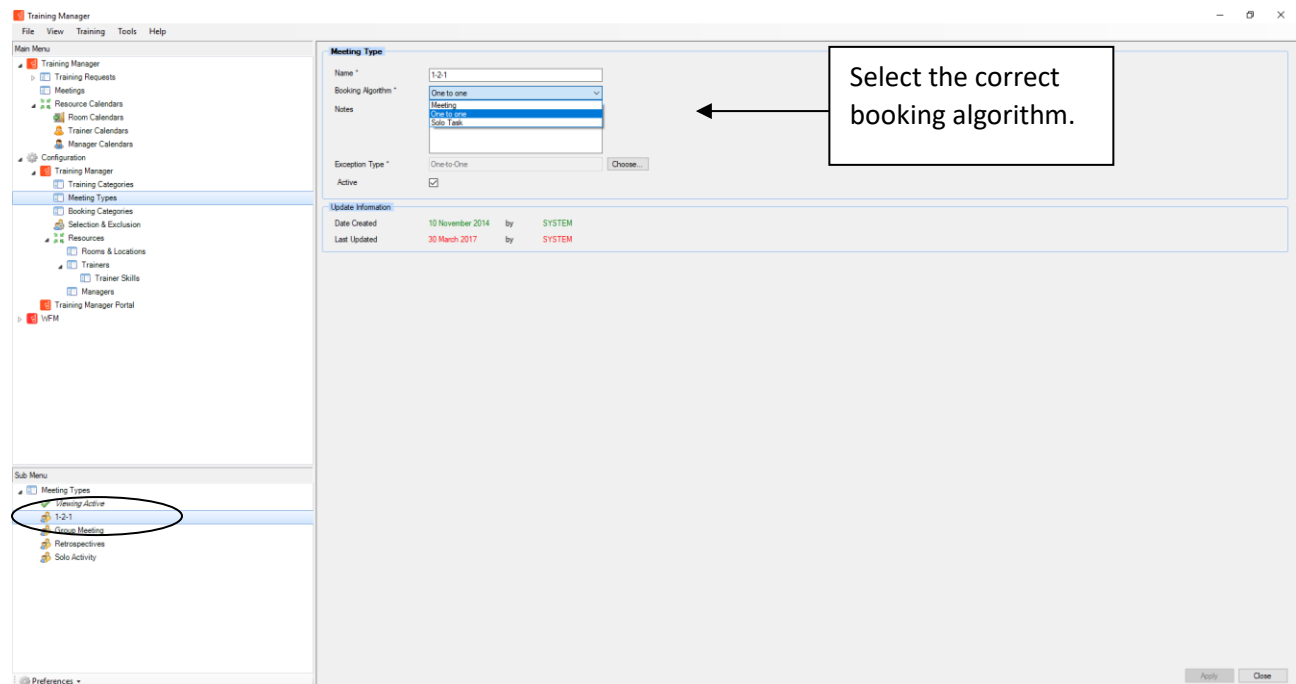 Training Manager
File View Training Tools Help
Main Menu
Training Manager
Training Requests
Meetings
Resource Calendars
Room Calendars
Trainer Calendars
Manager Calendars
Configuration
Training Manager
Training Categories
Meeting Types
Booking Categories
Selection & Exclusion
Resources
Rooms & Locations
Trainers
Trainer Skills
Managers
Training Manager Portal
WFM
Sub Menu
Meeting Types
Viewing Active
1-2-1
Group Meeting
Retrospectives
Solo Activity
Preferences
Meeting Type
Name * 1-2-1
Booking Algorithm * One to one
Meeting
One to one
Solo Task
Notes
Exception Type * One-to-One Choose...
Active
Update Information
Date Created 10 November 2014 by SYSTEM
Last Updated 30 March 2017 by SYSTEM
Select the correct
booking algorithm.
Apply Close